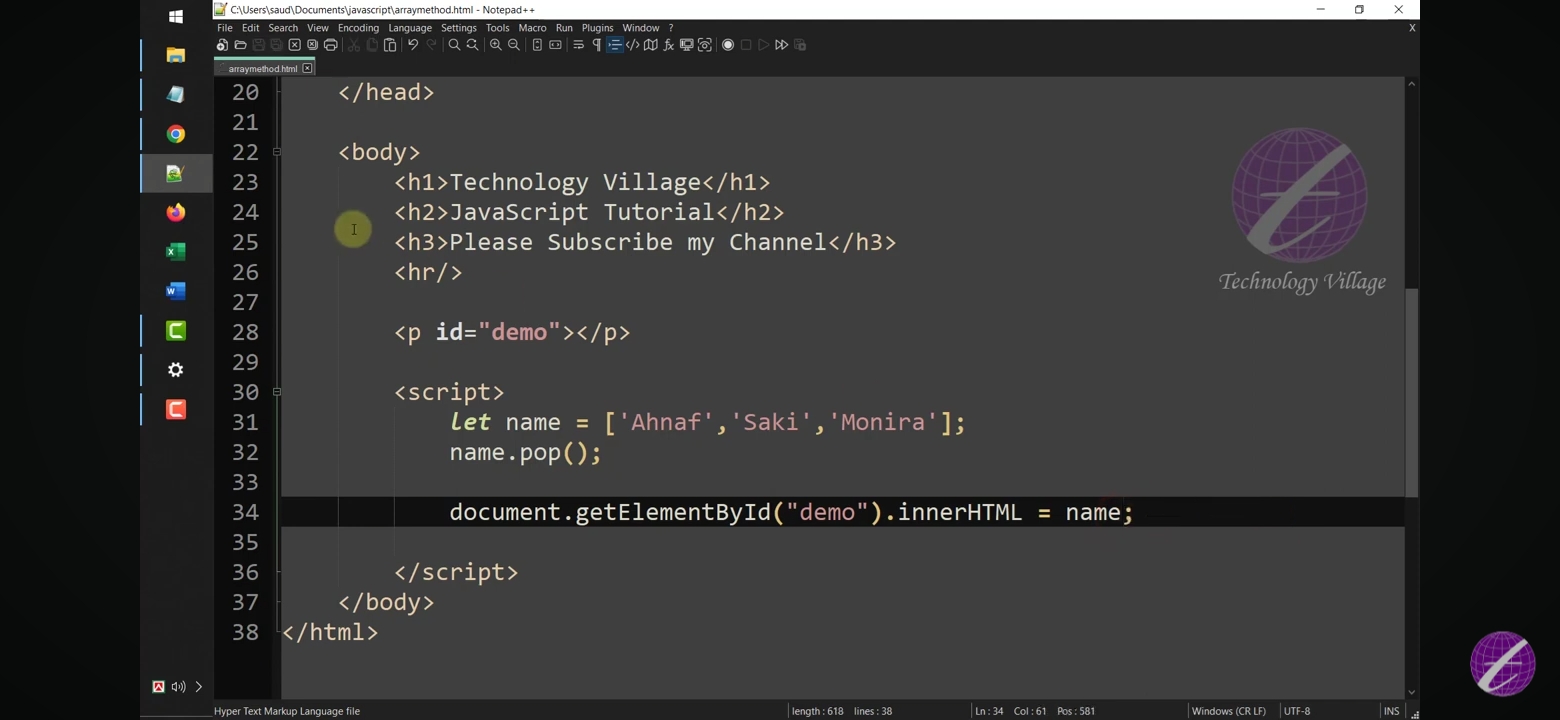 C:\Users\saud\Documents\javascript\arraymethod.html - Notepad++
File Edit Search View Encoding Language Settings Tools Macro Run Plugins Window ? X
arraymethod.html
20 </head>
21
22 <body>
23 <h1>Technology Village</h1>
24 <h2>JavaScript Tutorial</h2>
25 <h3>Please Subscribe my Channel</h3>
26 <hr/>
27
28 <p id="demo"></p>
29
30 <script>
31 let name = ['Ahnaf','Saki','Monira'];
32 name.pop();
33
34 document.getElementById("demo").innerHTML = name;
35
36 </script>
37 </body>
38 </html>
Technology Village
Hyper Text Markup Language file length : 618 lines : 38 Ln : 34 Col : 61 Pos : 581 Windows (CR LF) UTF-8 INS